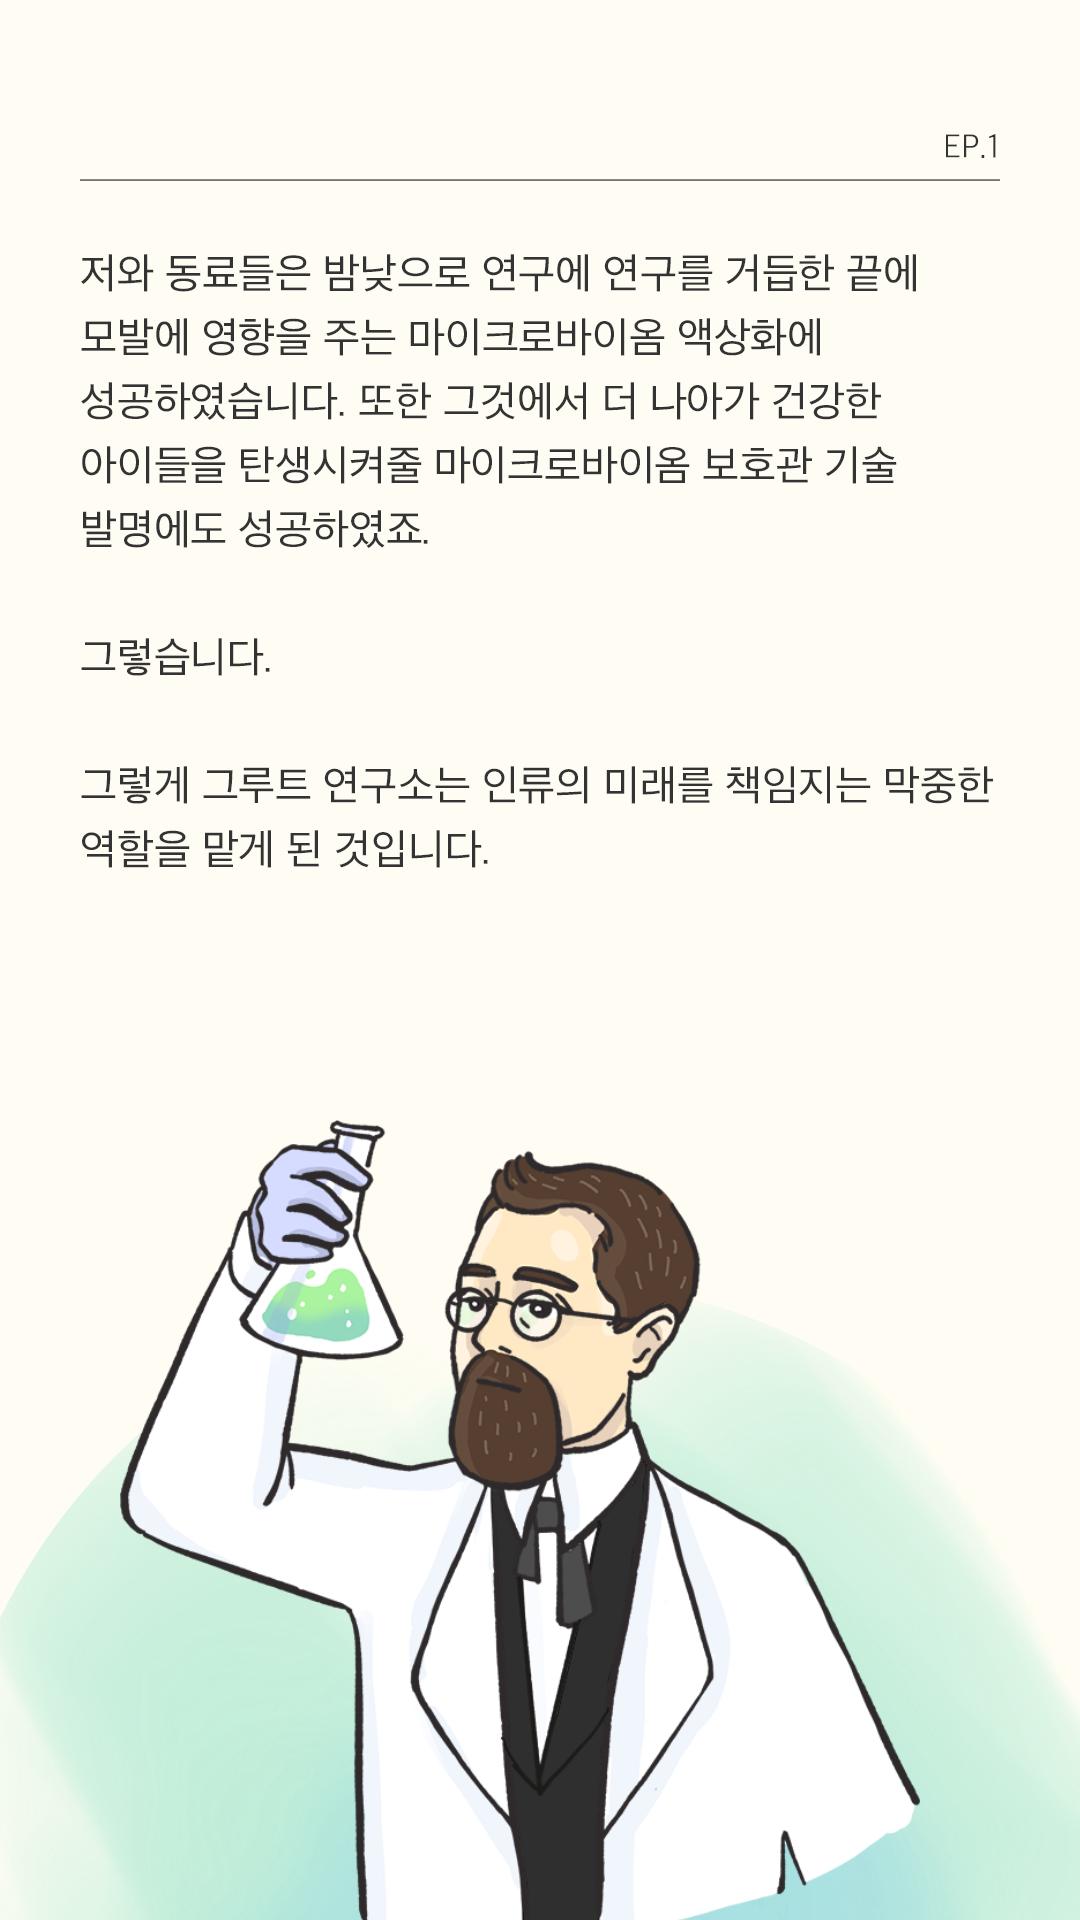 EP.1
저와 동료들은 밤낮으로 연구에 연구를 거듭한 끝에
모발에 영향을 주는 마이크로바이옴 액상화에
성공하였습니다. 또한 그것에서 더 나아가 건강한
아이들을 탄생시켜줄 마이크로바이옴 보호관 기술
발명에도 성공하였죠.
그렇습니다.
그렇게 그루트 연구소는 인류의 미래를 책임지는 막중한
역할을 맡게 된 것입니다.